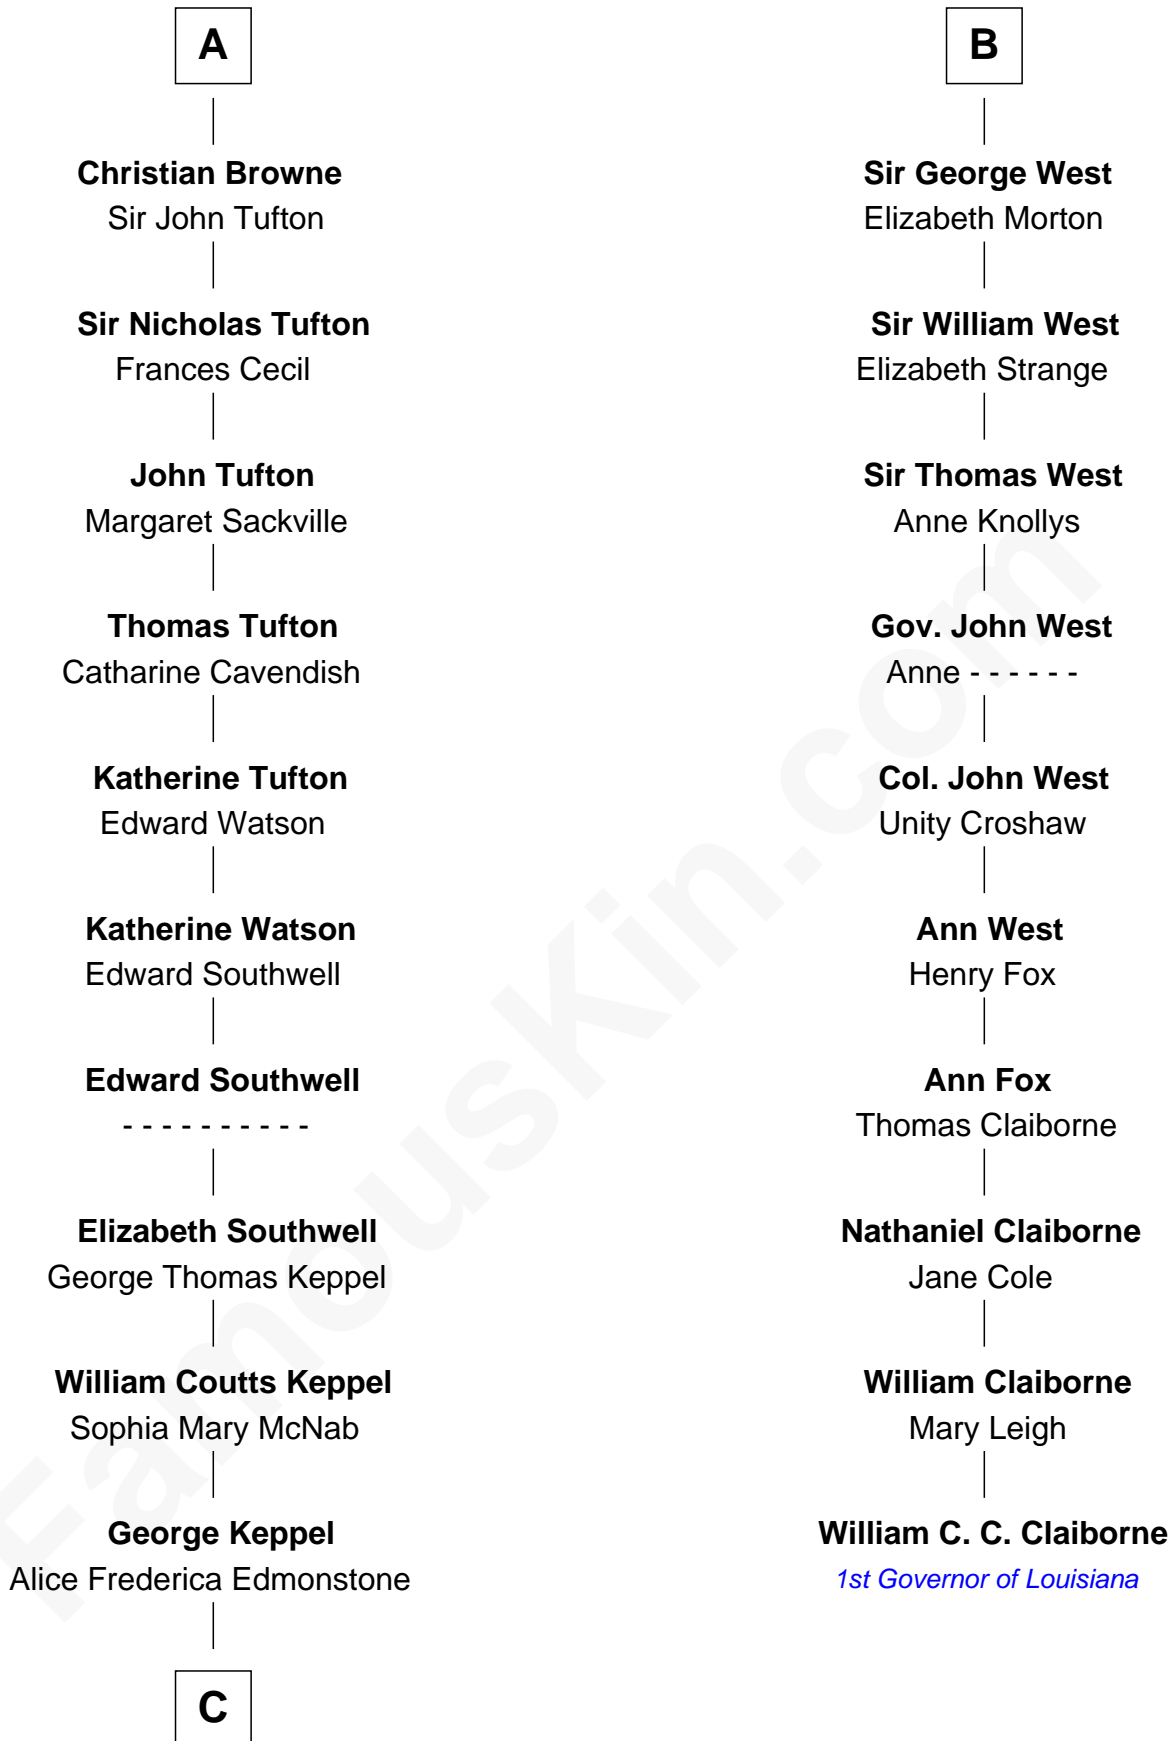 A
Christian Browne
Sir John Tufton
Sir Nicholas Tufton
Frances Cecil
John Tufton
Margaret Sackville
Thomas Tufton
Catharine Cavendish
Katherine Tufton
Edward Watson
Katherine Watson
Edward Southwell
Edward Southwell
- - - - - - - - - -
Elizabeth Southwell
George Thomas Keppel
William Coutts Keppel
Sophia Mary McNab
George Keppel
Alice Frederica Edmonstone
C
B
Sir George West
Elizabeth Morton
Sir William West
Elizabeth Strange
Sir Thomas West
Anne Knollys
Gov. John West
Anne - - - - - -
Col. John West
Unity Croshaw
Ann West
Henry Fox
Ann Fox
Thomas Claiborne
Nathaniel Claiborne
Jane Cole
William Claiborne
Mary Leigh
William C. C. Claiborne
1st Governor of Louisiana
FamousKin.com